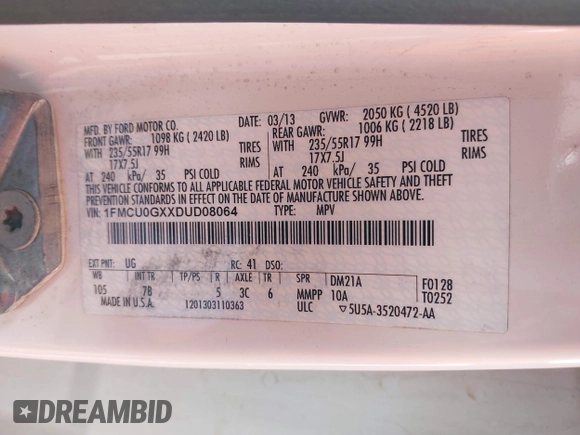 MFD. BY FORD MOTOR CO. DATE: 03/13 GVWR: 2050 KG ( 4520 LB)
FRONT GAWR: 1098 KG ( 2420 LB) REAR GAWR: 1006 KG ( 2218 LB)
WITH 235/55R17 99H TIRES WITH 235/55R17 99H TIRES
17X7.5J RIMS 17X7.5J RIMS
AT 240 kPa/ 35 PSI COLD AT 240 kPa/ 35 PSI COLD
THIS VEHICLE CONFORMS TO ALL APPLICABLE FEDERAL MOTOR VEHICLE SAFETY AND THEFT
PREVENTION STANDARDS IN EFFECT ON THE DATE OF MANUFACTURE SHOWN ABOVE.
VIN: 1FMCU0GXXDUD08064 TYPE: MPV
EXT PNT: UG RC: 41 DSO:
WB INT TR TP/PS R AXLE TR SPR DM21A F0128
105 7B 5 3C 6 MMPP 10A T0252
MADE IN U.S.A. 1201303110363 ULC ▽5U5A-3520472-AA
DREAMBID